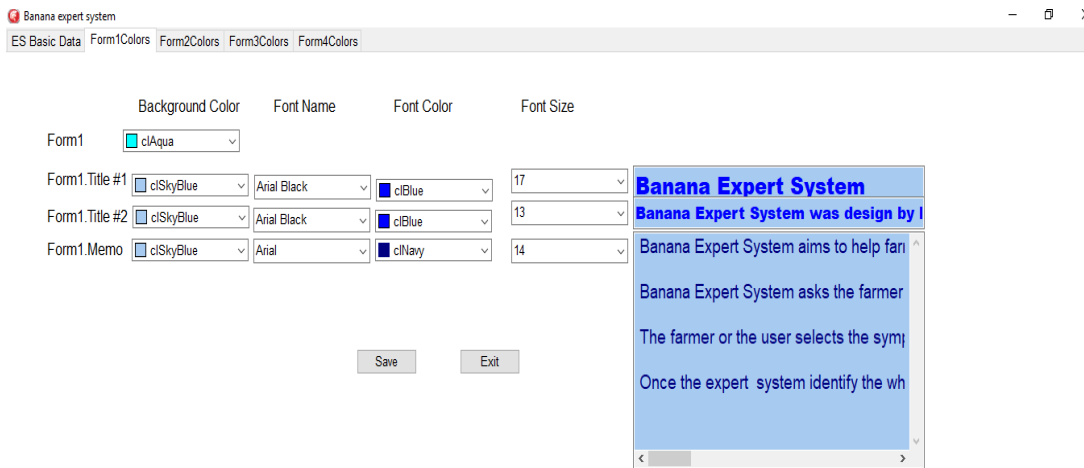 Banana expert system
ES Basic Data Form1Colors Form2Colors Form3Colors Form4Colors
Background Color Font Name Font Color Font Size
Form1 clAqua
Form1.Title #1 clSkyBlue Arial Black clBlue 17
Form1.Title #2 clSkyBlue Arial Black clBlue 13
Form1.Memo clSkyBlue Arial clNavy 14
Banana Expert System
Banana Expert System was design by
Banana Expert System aims to help
Banana Expert System asks the farmer
The farmer or the user selects the
Once the expert system identify the
Save Exit